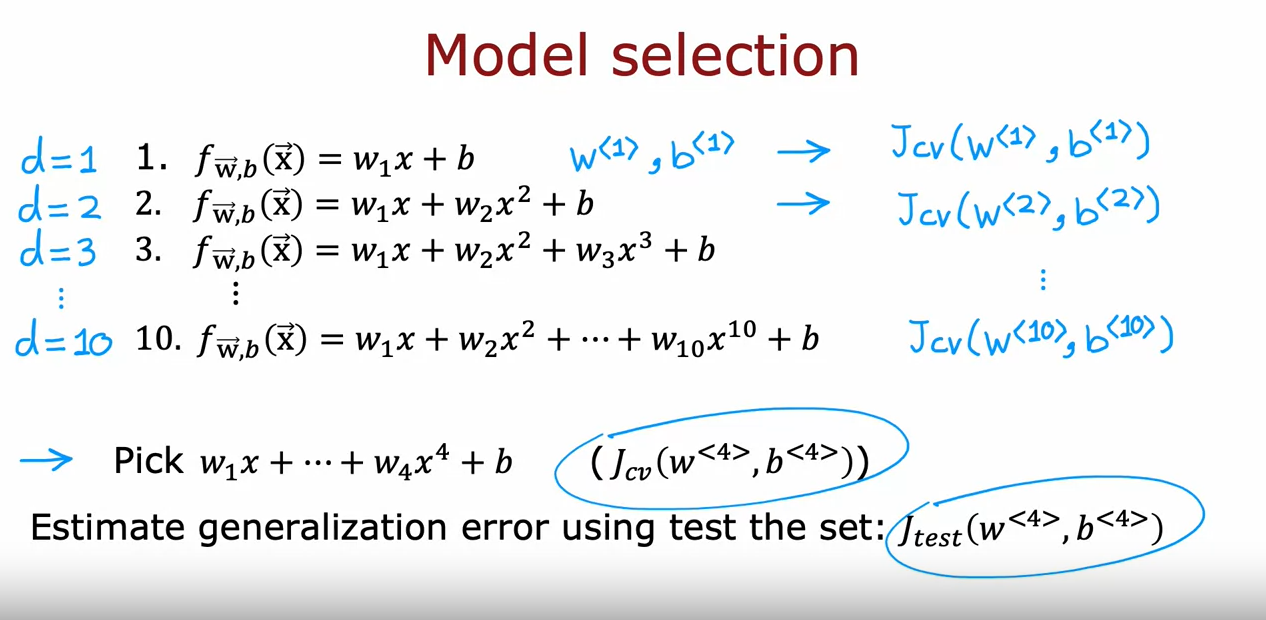 Model selection
d=1 1. f_{\vec{w},b}(\vec{x}) = w_1x + b w^{<1>}, b^{<1>} → J_{cv}(w^{<1>}, b^{<1>})
d=2 2. f_{\vec{w},b}(\vec{x}) = w_1x + w_2x^2 + b → J_{cv}(w^{<2>}, b^{<2>})
d=3 3. f_{\vec{w},b}(\vec{x}) = w_1x + w_2x^2 + w_3x^3 + b
⋮ ⋮ ⋮
d=10 10. f_{\vec{w},b}(\vec{x}) = w_1x + w_2x^2 + ⋯ + w_{10}x^{10} + b J_{cv}(w^{<10>}, b^{<10>})
→ Pick w_1x + ⋯ + w_4x^4 + b (J_{cv}(w^{<4>}, b^{<4>}))
Estimate generalization error using test the set: J_{test}(w^{<4>}, b^{<4>})